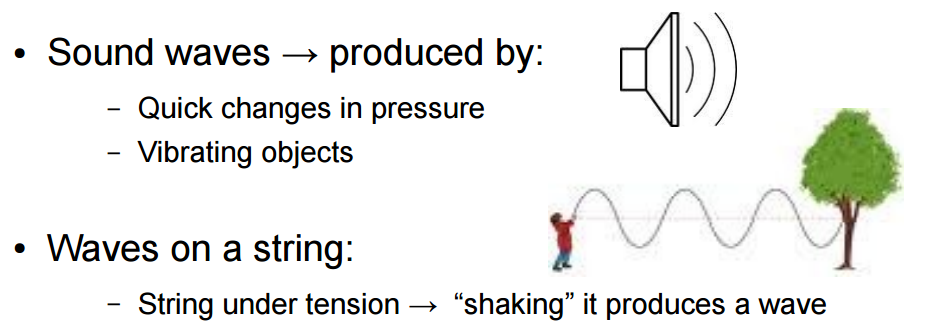 • Sound waves → produced by:
– Quick changes in pressure
– Vibrating objects
• Waves on a string:
– String under tension → “shaking” it produces a wave